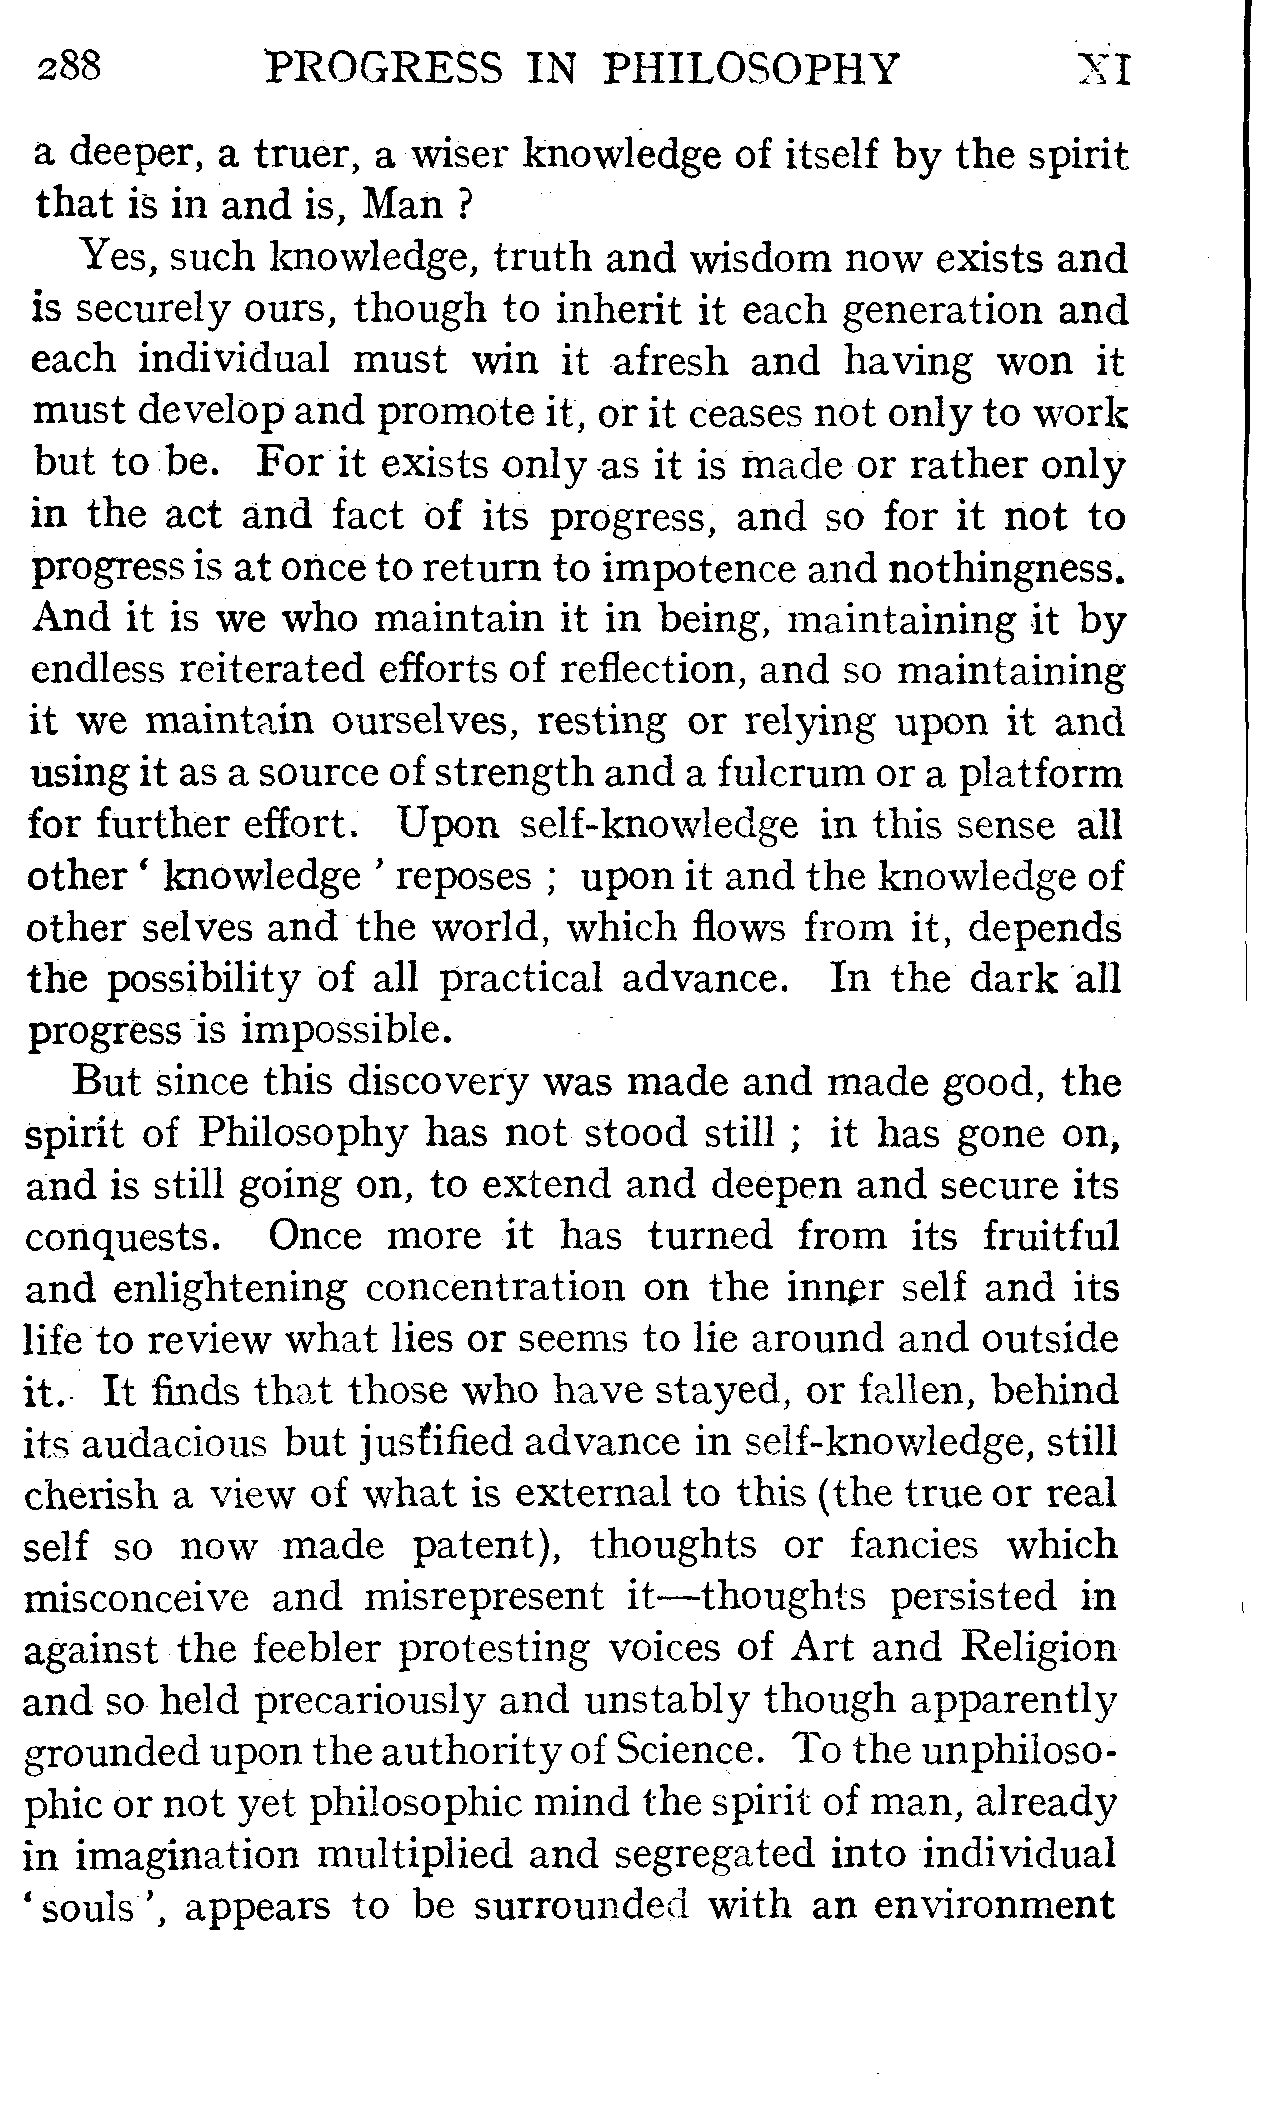 288 PROGRESS IN PHILOSOPHY XI
a deeper, a truer, a wiser knowledge of itself by the spirit
that is in and is, Man ?
Yes, such knowledge, truth and wisdom now exists and
is securely ours, though to inherit it each generation and
each individual must win it afresh and having won it
must develop and promote it, or it ceases not only to work
but to be. For it exists only as it is made or rather only
in the act and fact of its progress, and so for it not to
progress is at once to return to impotence and nothingness.
And it is we who maintain it in being, maintaining it by
endless reiterated efforts of reflection, and so maintaining
it we maintain ourselves, resting or relying upon it and
using it as a source of strength and a fulcrum or a platform
for further effort. Upon self-knowledge in this sense all
other ‘ knowledge ’ reposes ; upon it and the knowledge of
other selves and the world, which flows from it, depends
the possibility of all practical advance. In the dark all
progress is impossible.
But since this discovery was made and made good, the
spirit of Philosophy has not stood still ; it has gone on,
and is still going on, to extend and deepen and secure its
conquests. Once more it has turned from its fruitful
and enlightening concentration on the inner self and its
life to review what lies or seems to lie around and outside
it. It finds that those who have stayed, or fallen, behind
its audacious but justified advance in self-knowledge, still
cherish a view of what is external to this (the true or real
self so now made patent), thoughts or fancies which
misconceive and misrepresent it—thoughts persisted in
against the feebler protesting voices of Art and Religion
and so held precariously and unstably though apparently
grounded upon the authority of Science. To the unphiloso-
phic or not yet philosophic mind the spirit of man, already
in imagination multiplied and segregated into individual
‘ souls ’, appears to be surrounded with an environment